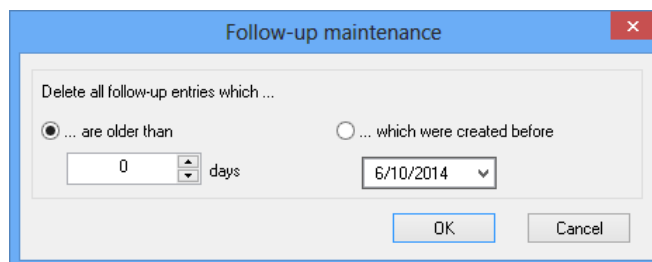 Follow-up maintenance
Delete all follow-up entries which ...
... are older than
... which were created before
0 days
6/10/2014
OK Cancel